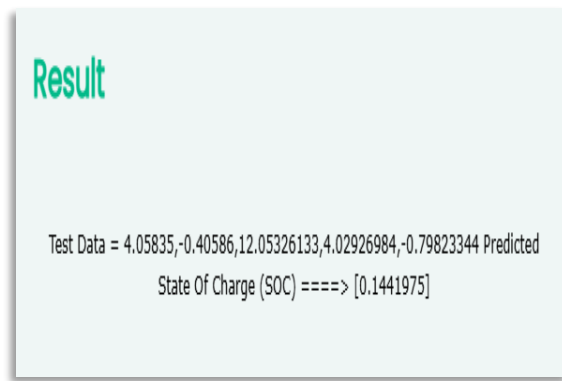 Result
Test Data = 4.05835,-0.40586,12.05326133,4.02926984,-0.79823344 Predicted
State Of Charge (SOC) ====> [0.1441975]